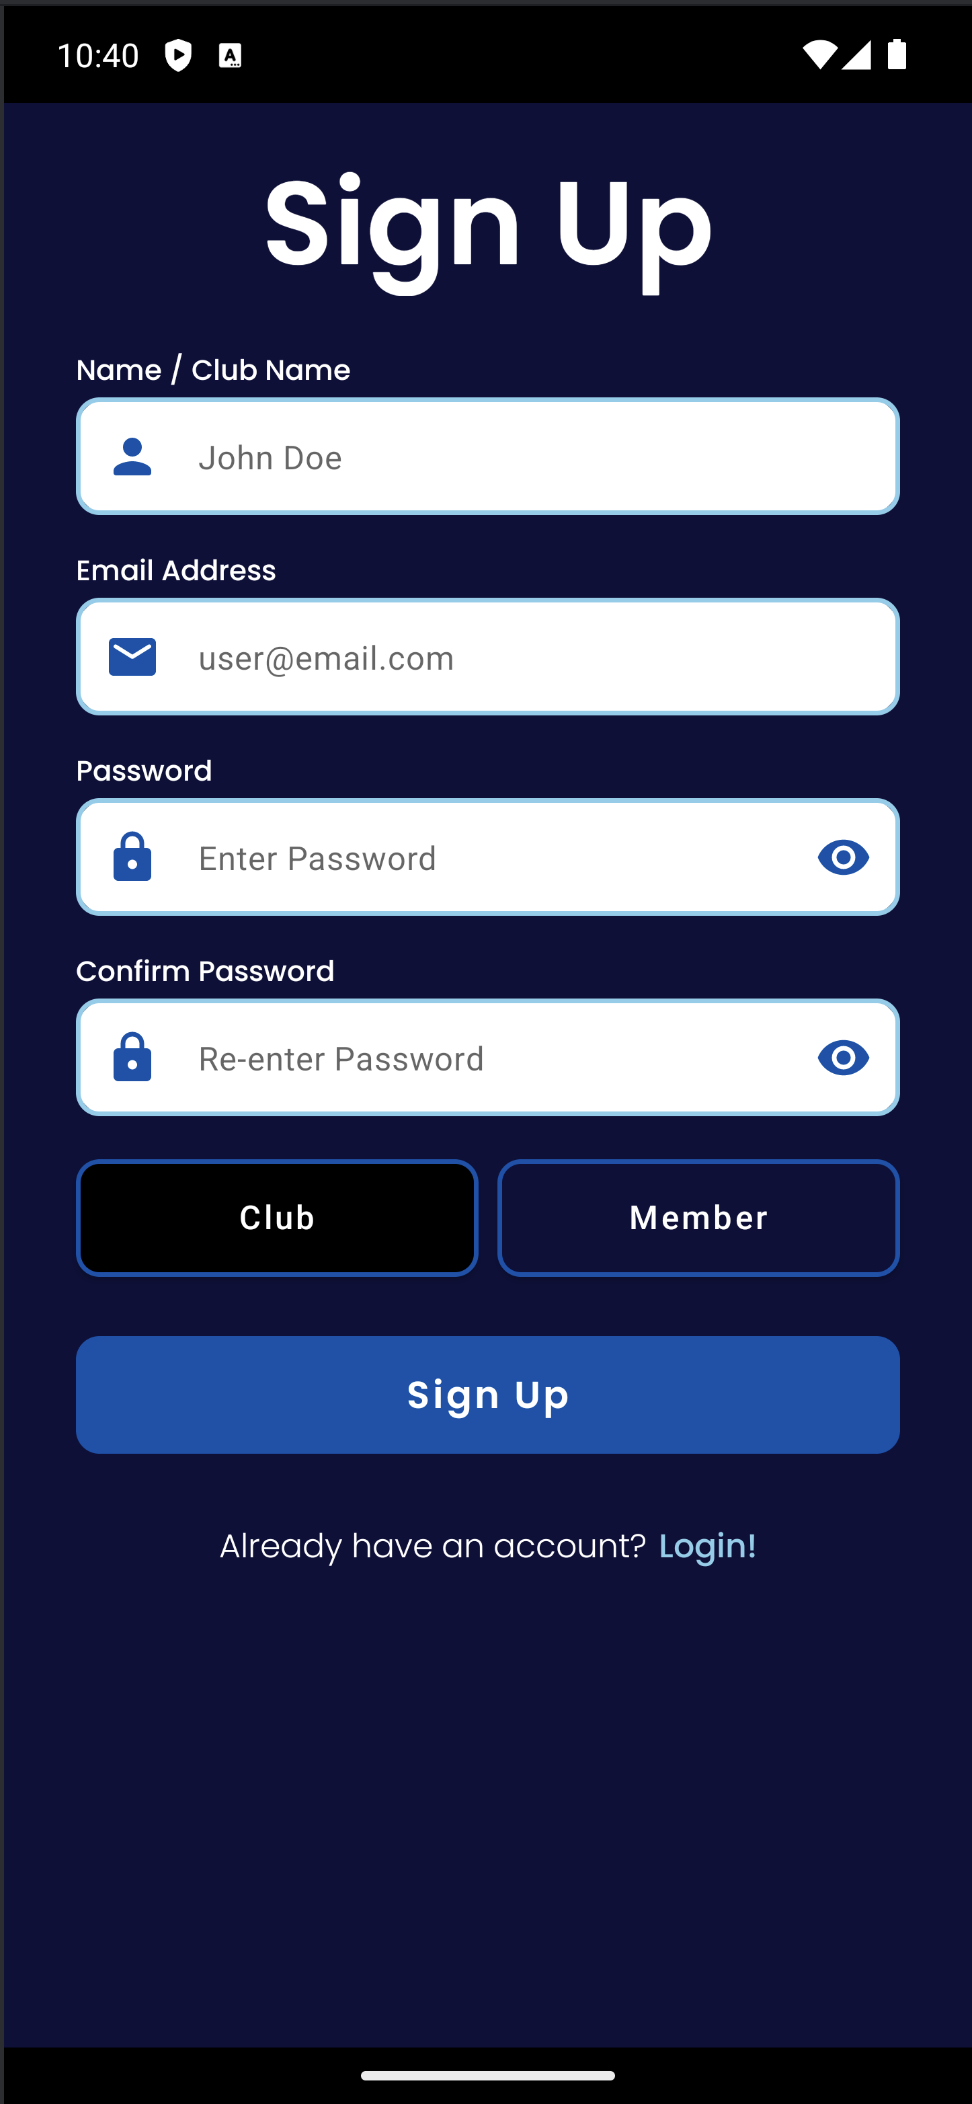 10:40
Sign Up
Name / Club Name
John Doe
Email Address
user@email.com
Password
Enter Password
Confirm Password
Re-enter Password
Club Member
Sign Up
Already have an account? Login!